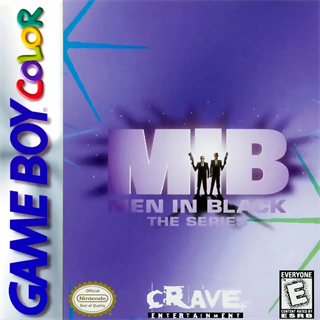 GAME BOY COLOR
MIB
MEN IN BLACK
THE SERIES
Official
Nintendo
Seal of Quality
CRAVE
ENTERTAINMENT
EVERYONE
E
CONTENT RATED BY
ESRB